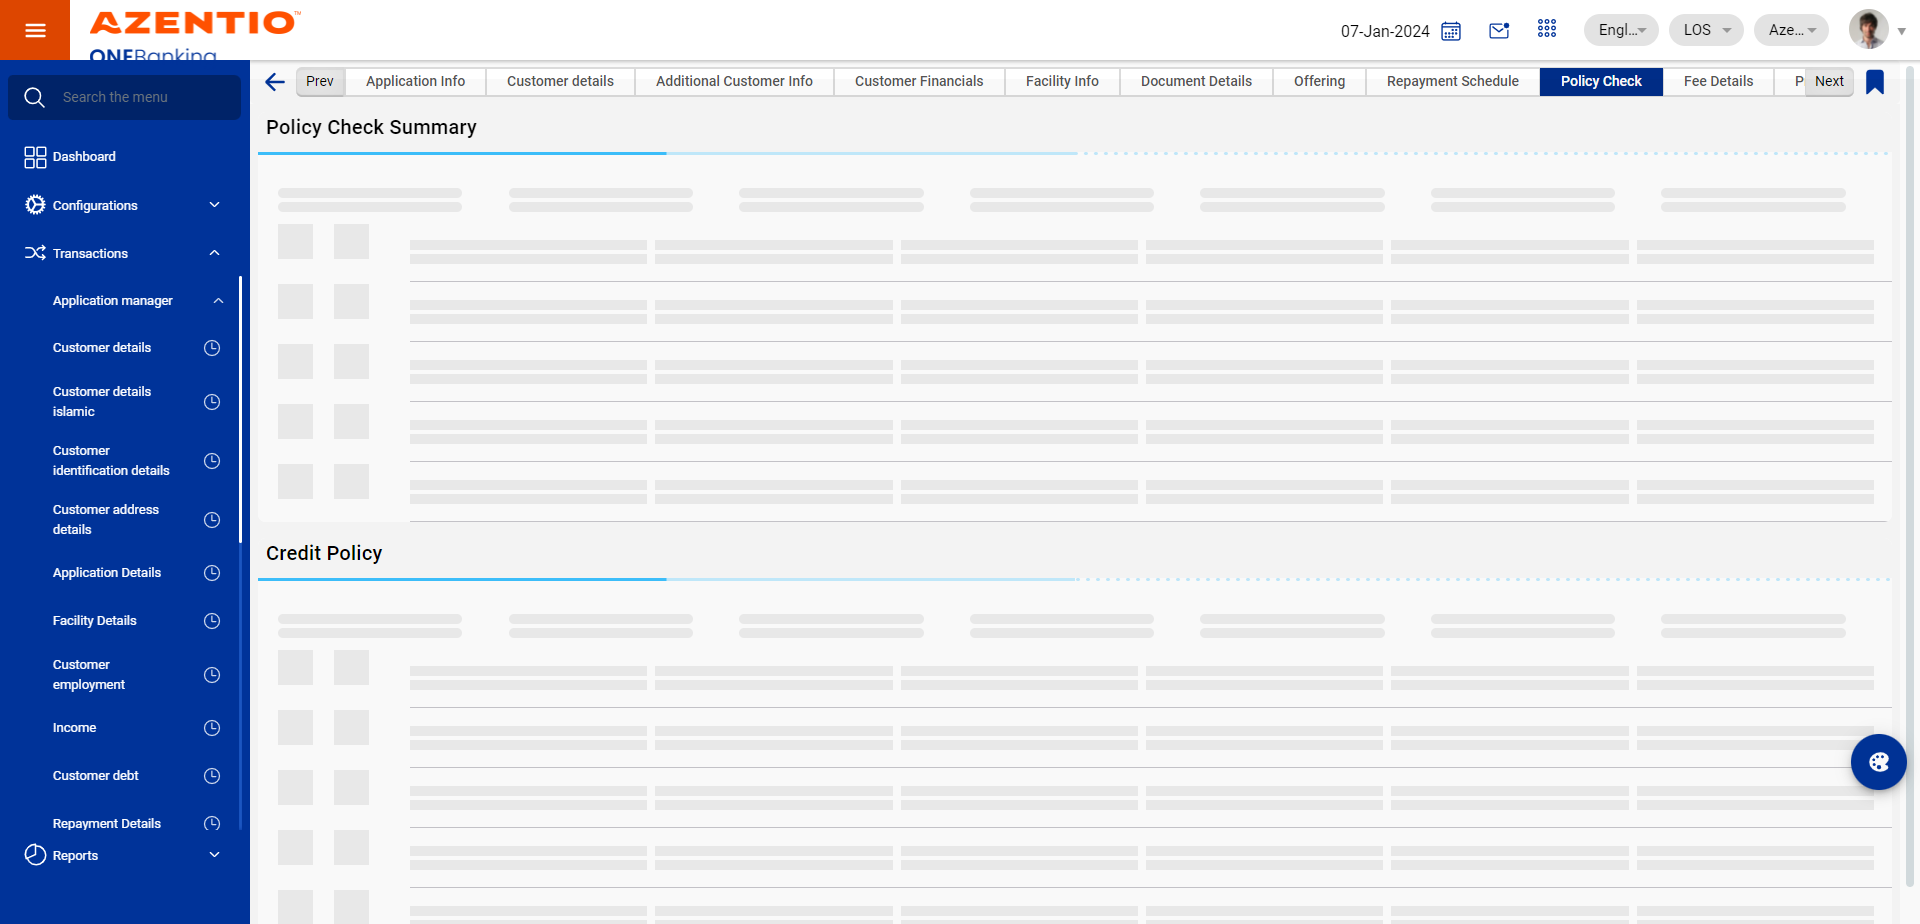 AZENTIO™
ONEBanking
07-Jan-2024
Engl...
LOS
Aze...
Search the menu
Dashboard
Configurations
Transactions
Application manager
Customer details
Customer details
islamic
Customer
identification details
Customer address
details
Application Details
Facility Details
Customer
employment
Income
Customer debt
Repayment Details
Reports
Prev
Application Info
Customer details
Additional Customer Info
Customer Financials
Facility Info
Document Details
Offering
Repayment Schedule
Policy Check
Fee Details
P
Next
Policy Check Summary
Credit Policy